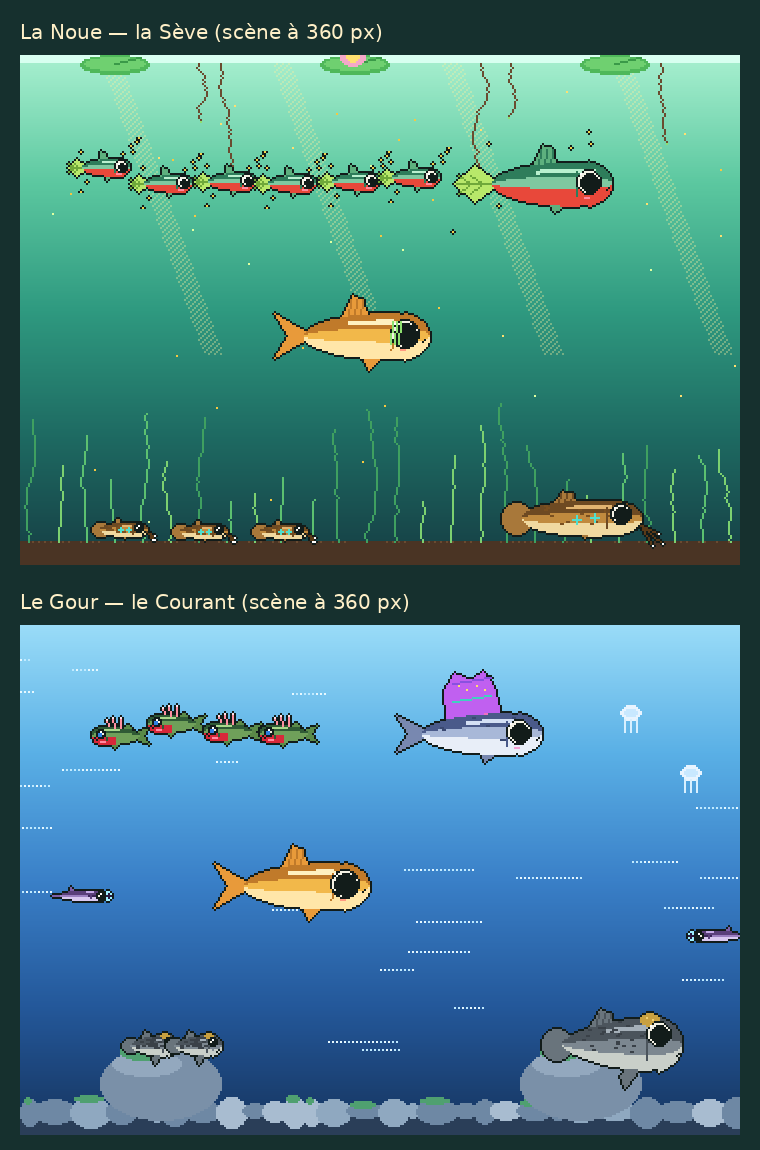 La Noue — la Sève (scène à 360 px)
Le Gour — le Courant (scène à 360 px)